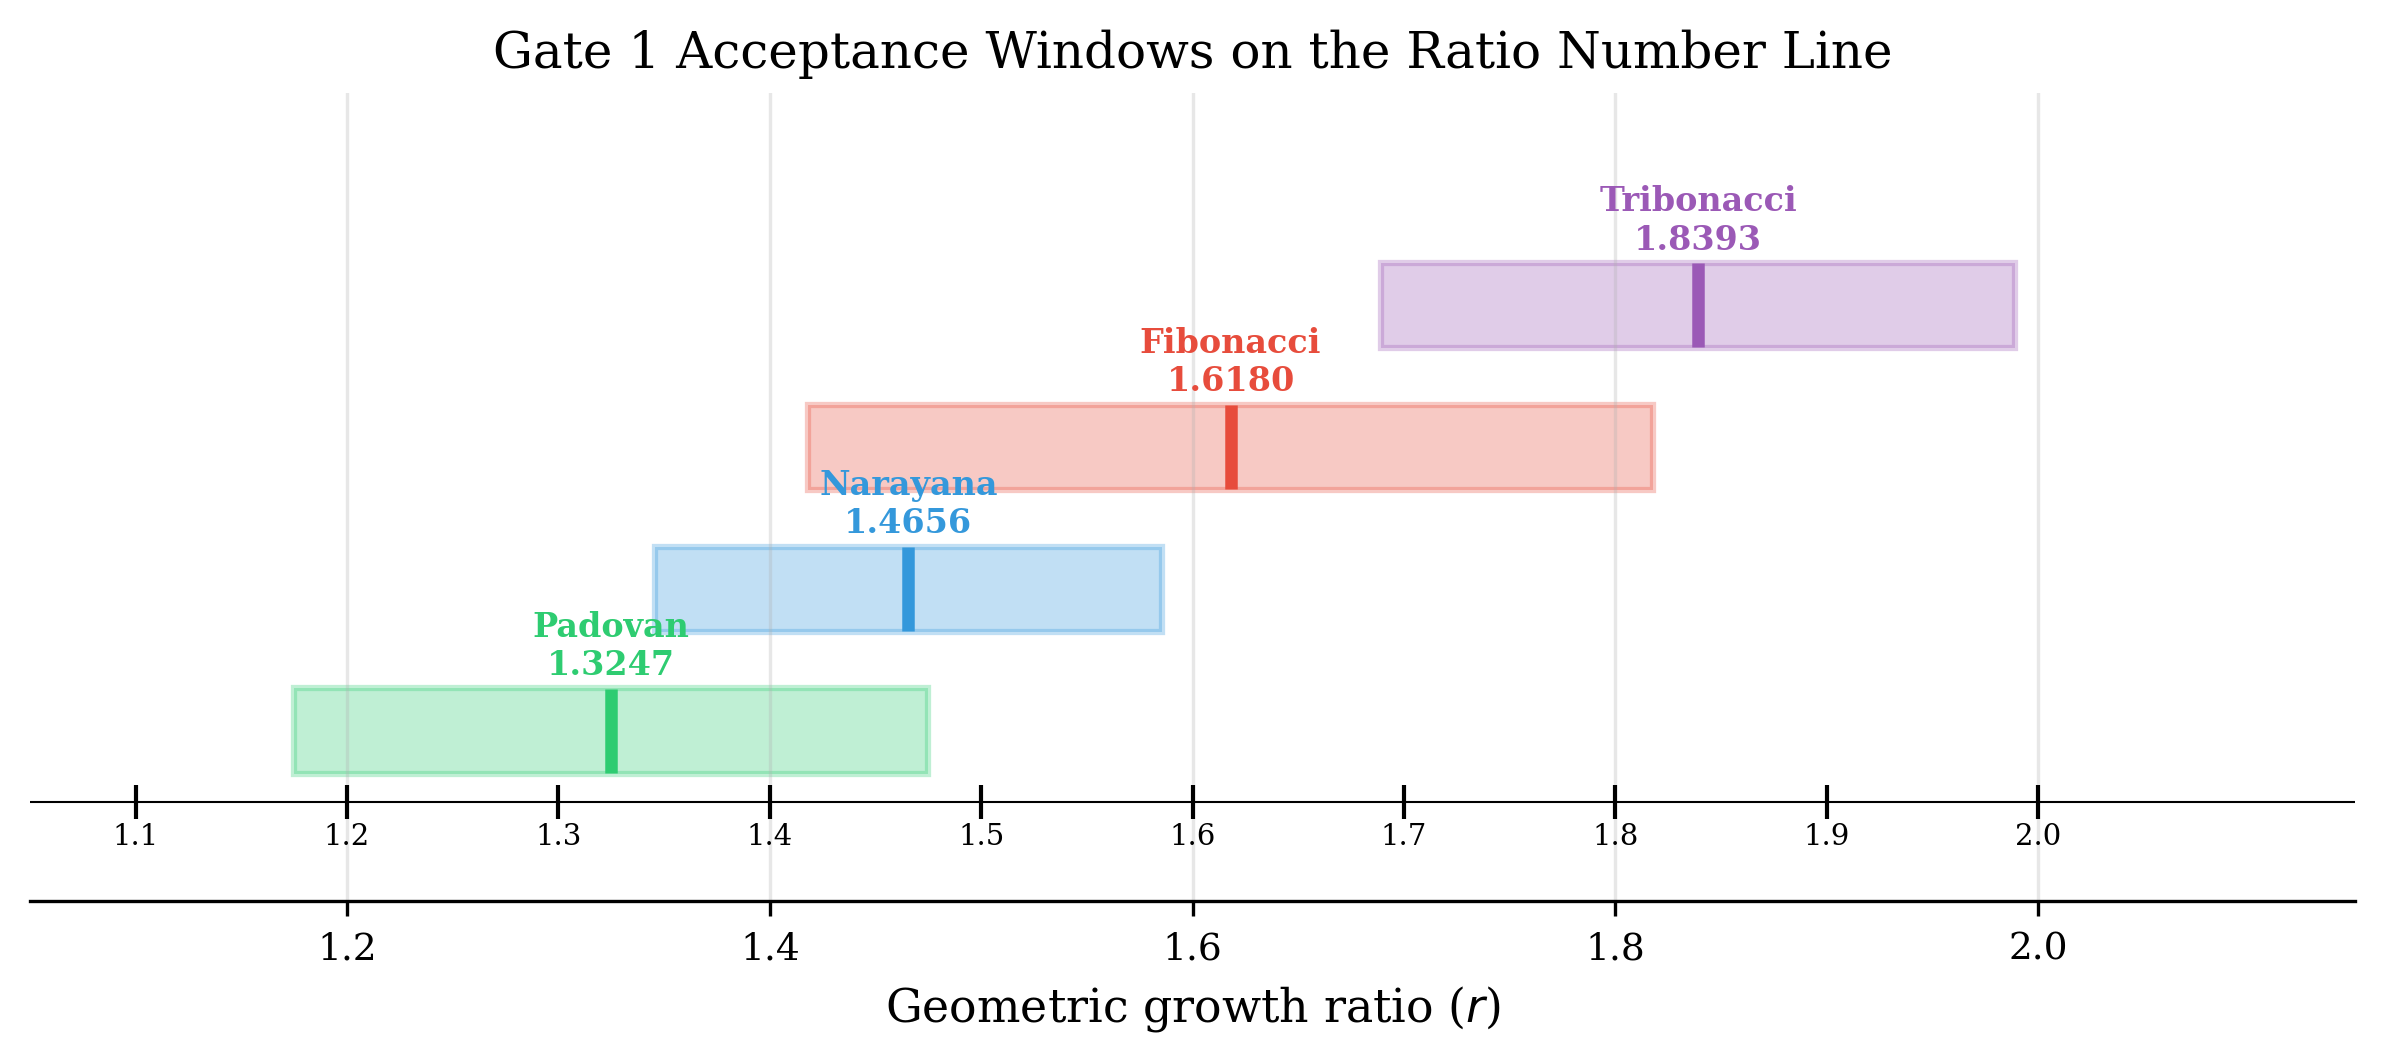 Gate 1 Acceptance Windows on the Ratio Number Line
Tribonacci
1.8393
Fibonacci
1.6180
Narayana
1.4656
Padovan
1.3247
1.1 1.2 1.3 1.4 1.5 1.6 1.7 1.8 1.9 2.0
1.2 1.4 1.6 1.8 2.0
Geometric growth ratio (r)